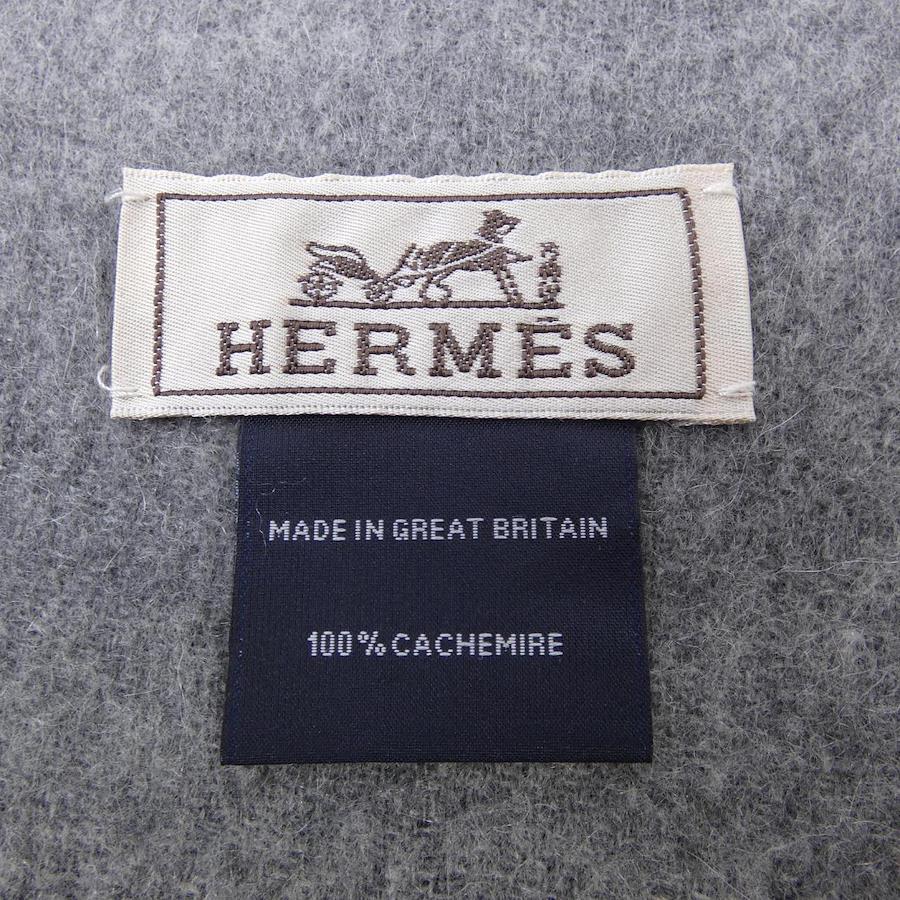 HERMÈS
MADE IN GREAT BRITAIN
100% CACHEMIRE